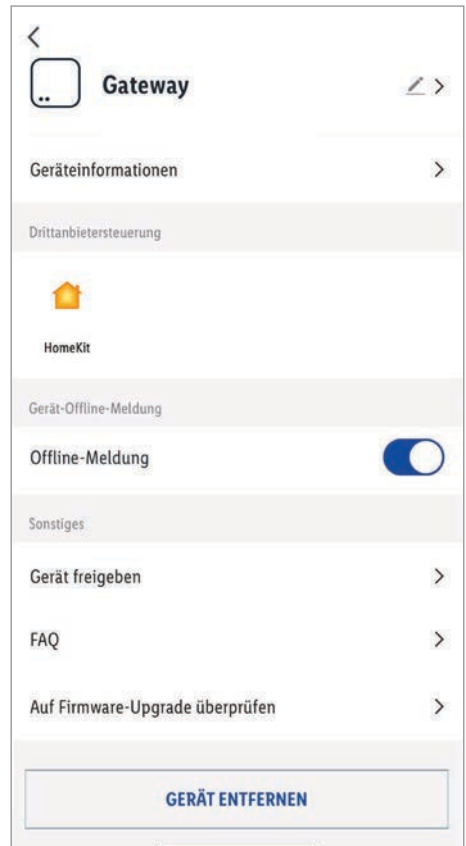 Gateway
Geräteinformationen
Drittanbietersteuerung
HomeKit
Gerät-Offline-Meldung
Offline-Meldung
Sonstiges
Gerät freigeben
FAQ
Auf Firmware-Upgrade überprüfen
GERÄT ENTFERNEN